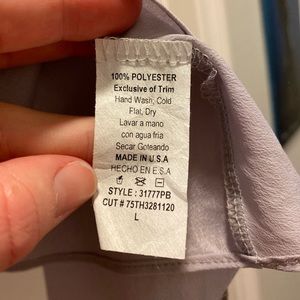 100% POLYESTER
Exclusive of Trim
Hand Wash, Cold
Flat, Dry
Lavar a mano
con agua fria
Secar Goteando
MADE IN U.S.A
HECHO EN E.S.A
STYLE : 31777PB
CUT # 75TH3281120
L